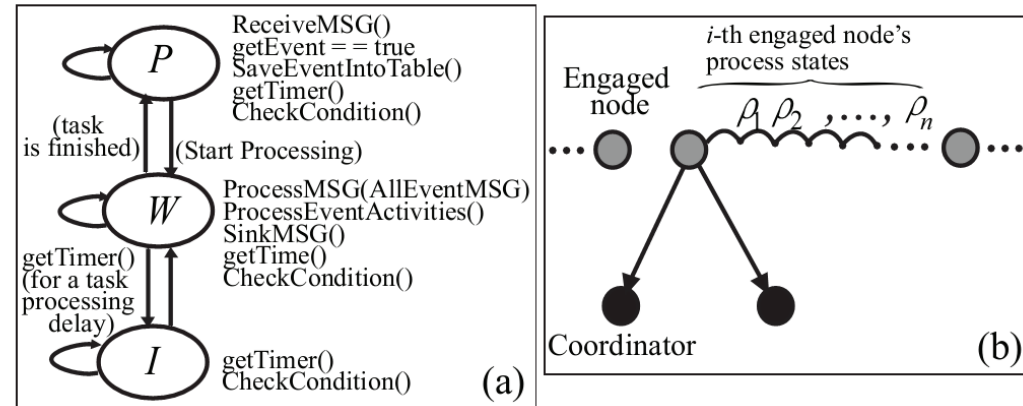 P
ReceiveMSG()
getEvent == true
SaveEventIntoTable()
getTimer()
CheckCondition()
(task
is finished)
(Start Processing)
W
ProcessMSG(AllEventMSG)
ProcessEventActivities()
SinkMSG()
getTime()
CheckCondition()
getTimer()
(for a task
processing
delay)
I
getTimer()
CheckCondition()
(a)
i-th engaged node's
process states
Engaged
node
ρ1 ρ2 ,...., ρn
Coordinator
(b)